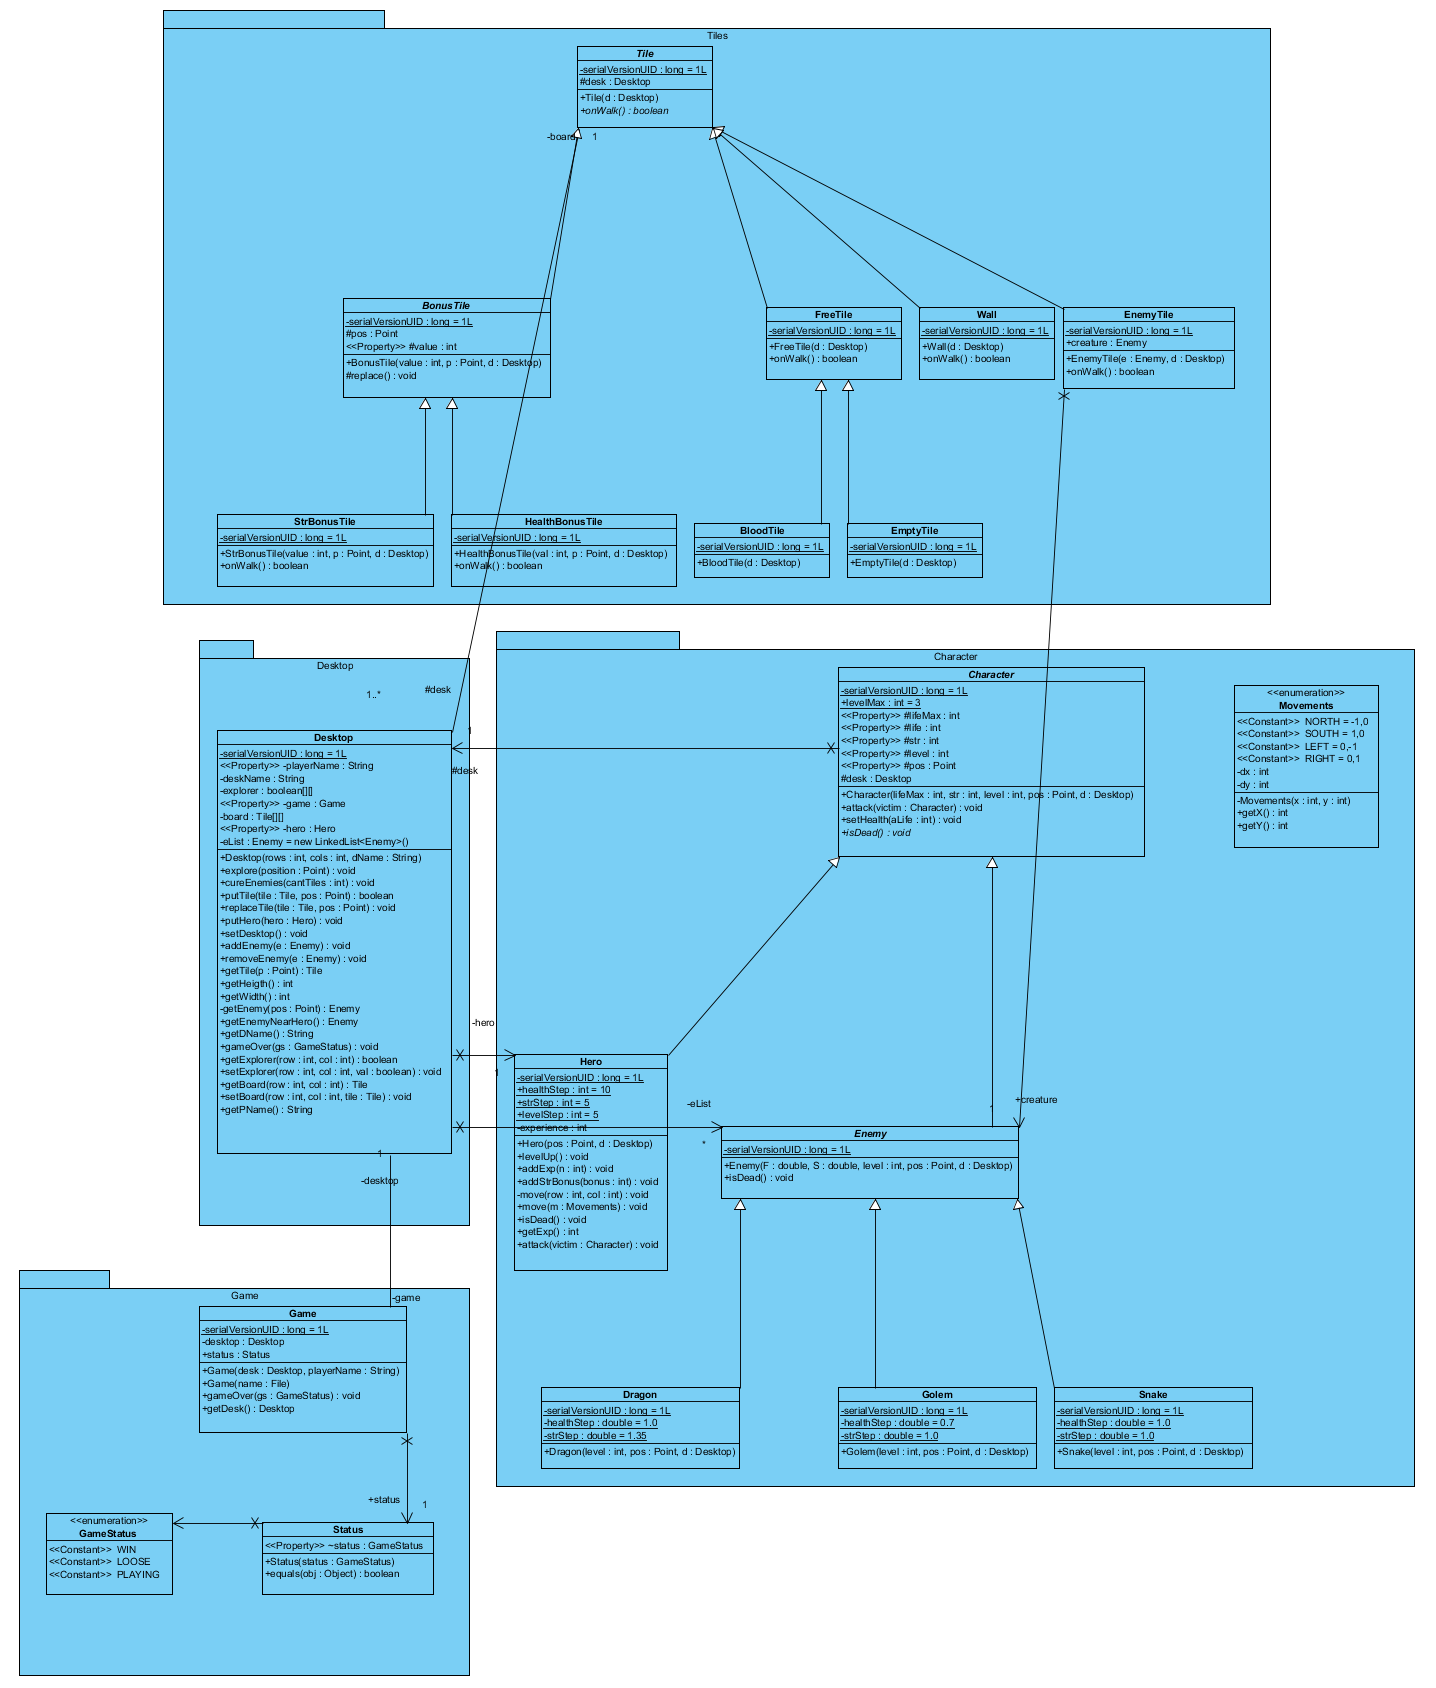 Tiles
Tile
-serialVersionUID : long = 1L
#desk : Desktop
+Tile(d : Desktop)
+onWalk() : boolean
-board
1
BonusTile
-serialVersionUID : long = 1L
#pos : Point
<<Property>> #value : int
+BonusTile(value : int, p : Point, d : Desktop)
#replace() : void
FreeTile
-serialVersionUID : long = 1L
+FreeTile(d : Desktop)
+onWalk() : boolean
Wall
-serialVersionUID : long = 1L
+Wall(d : Desktop)
+onWalk() : boolean
EnemyTile
-serialVersionUID : long = 1L
+creature : Enemy
+EnemyTile(e : Enemy, d : Desktop)
+onWalk() : boolean
StrBonusTile
-serialVersionUID : long = 1L
+StrBonusTile(value : int, p : Point, d : Desktop)
+onWalk() : boolean
HealthBonusTile
-serialVersionUID : long = 1L
+HealthBonusTile(val : int, p : Point, d : Desktop)
+onWalk() : boolean
BloodTile
-serialVersionUID : long = 1L
+BloodTile(d : Desktop)
EmptyTile
-serialVersionUID : long = 1L
+EmptyTile(d : Desktop)
Desktop
1..*
#desk
1
#desk
Desktop
-serialVersionUID : long = 1L
<<Property>> -playerName : String
-deskName : String
-explorer : boolean[][]
<<Property>> -game : Game
-board : Tile[][]
<<Property>> -hero : Hero
-eList : Enemy = new LinkedList<Enemy>()
+Desktop(rows : int, cols : int, dName : String)
+explore(position : Point) : void
+cureEnemies(cantTiles : int) : void
+putTile(tile : Tile, pos : Point) : boolean
+replaceTile(tile : Tile, pos : Point) : void
+putHero(hero : Hero) : void
+setDesktop() : void
+addEnemy(e : Enemy) : void
+removeEnemy(e : Enemy) : void
+getTile(p : Point) : Tile
+getHeigth() : int
+getWidth() : int
-getEnemy(pos : Point) : Enemy
+getEnemyNearHero() : Enemy
+getDName() : String
+gameOver(gs : GameStatus) : void
+getExplorer(row : int, col : int) : boolean
+setExplorer(row : int, col : int, val : boolean) : void
+getBoard(row : int, col : int) : Tile
+setBoard(row : int, col : int, tile : Tile) : void
+getPName() : String
1
-desktop
Character
Character
-serialVersionUID : long = 1L
+levelMax : int = 3
<<Property>> #lifeMax : int
<<Property>> #life : int
<<Property>> #str : int
<<Property>> #level : int
<<Property>> #pos : Point
#desk : Desktop
+Character(lifeMax : int, str : int, level : int, pos : Point, d : Desktop)
+attack(victim : Character) : void
+setHealth(aLife : int) : void
+isDead() : void
<<enumeration>>
Movements
<<Constant>> NORTH = -1,0
<<Constant>> SOUTH = 1,0
<<Constant>> LEFT = 0,-1
<<Constant>> RIGHT = 0,1
-dx : int
-dy : int
-Movements(x : int, y : int)
+getX() : int
+getY() : int
-hero
1
Hero
-serialVersionUID : long = 1L
+healthStep : int = 10
+strStep : int = 5
+levelStep : int = 5
-experience : int
+Hero(pos : Point, d : Desktop)
+levelUp() : void
+addExp(n : int) : void
+addStrBonus(bonus : int) : void
-move(row : int, col : int) : void
+move(m : Movements) : void
+isDead() : void
+getExp() : int
+attack(victim : Character) : void
-eList
*
+creature
Enemy
-serialVersionUID : long = 1L
+Enemy(F : double, S : double, level : int, pos : Point, d : Desktop)
+isDead() : void
Dragon
-serialVersionUID : long = 1L
-healthStep : double = 1.0
-strStep : double = 1.35
+Dragon(level : int, pos : Point, d : Desktop)
Golem
-serialVersionUID : long = 1L
-healthStep : double = 0.7
-strStep : double = 1.0
+Golem(level : int, pos : Point, d : Desktop)
Snake
-serialVersionUID : long = 1L
-healthStep : double = 1.0
-strStep : double = 1.0
+Snake(level : int, pos : Point, d : Desktop)
Game
-game
Game
-serialVersionUID : long = 1L
-desktop : Desktop
+status : Status
+Game(desk : Desktop, playerName : String)
+Game(name : File)
+gameOver(gs : GameStatus) : void
+getDesk() : Desktop
+status
1
<<enumeration>>
GameStatus
<<Constant>> WIN
<<Constant>> LOOSE
<<Constant>> PLAYING
Status
<<Property>> ~status : GameStatus
+Status(status : GameStatus)
+equals(obj : Object) : boolean